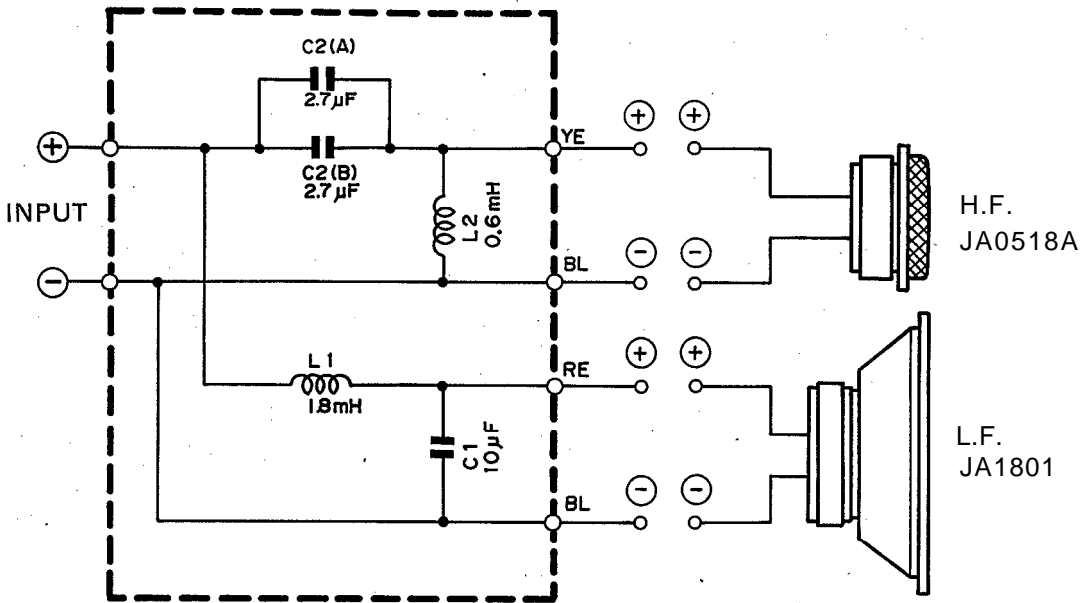 C2(A)
2.7µF
C2(B)
2.7µF
INPUT
+
-
L2
0.6mH
YE
BL
+
+
-
-
H.F.
JA0518A
L1
1.8mH
C1
10µF
RE
BL
+
+
-
-
L.F.
JA1801